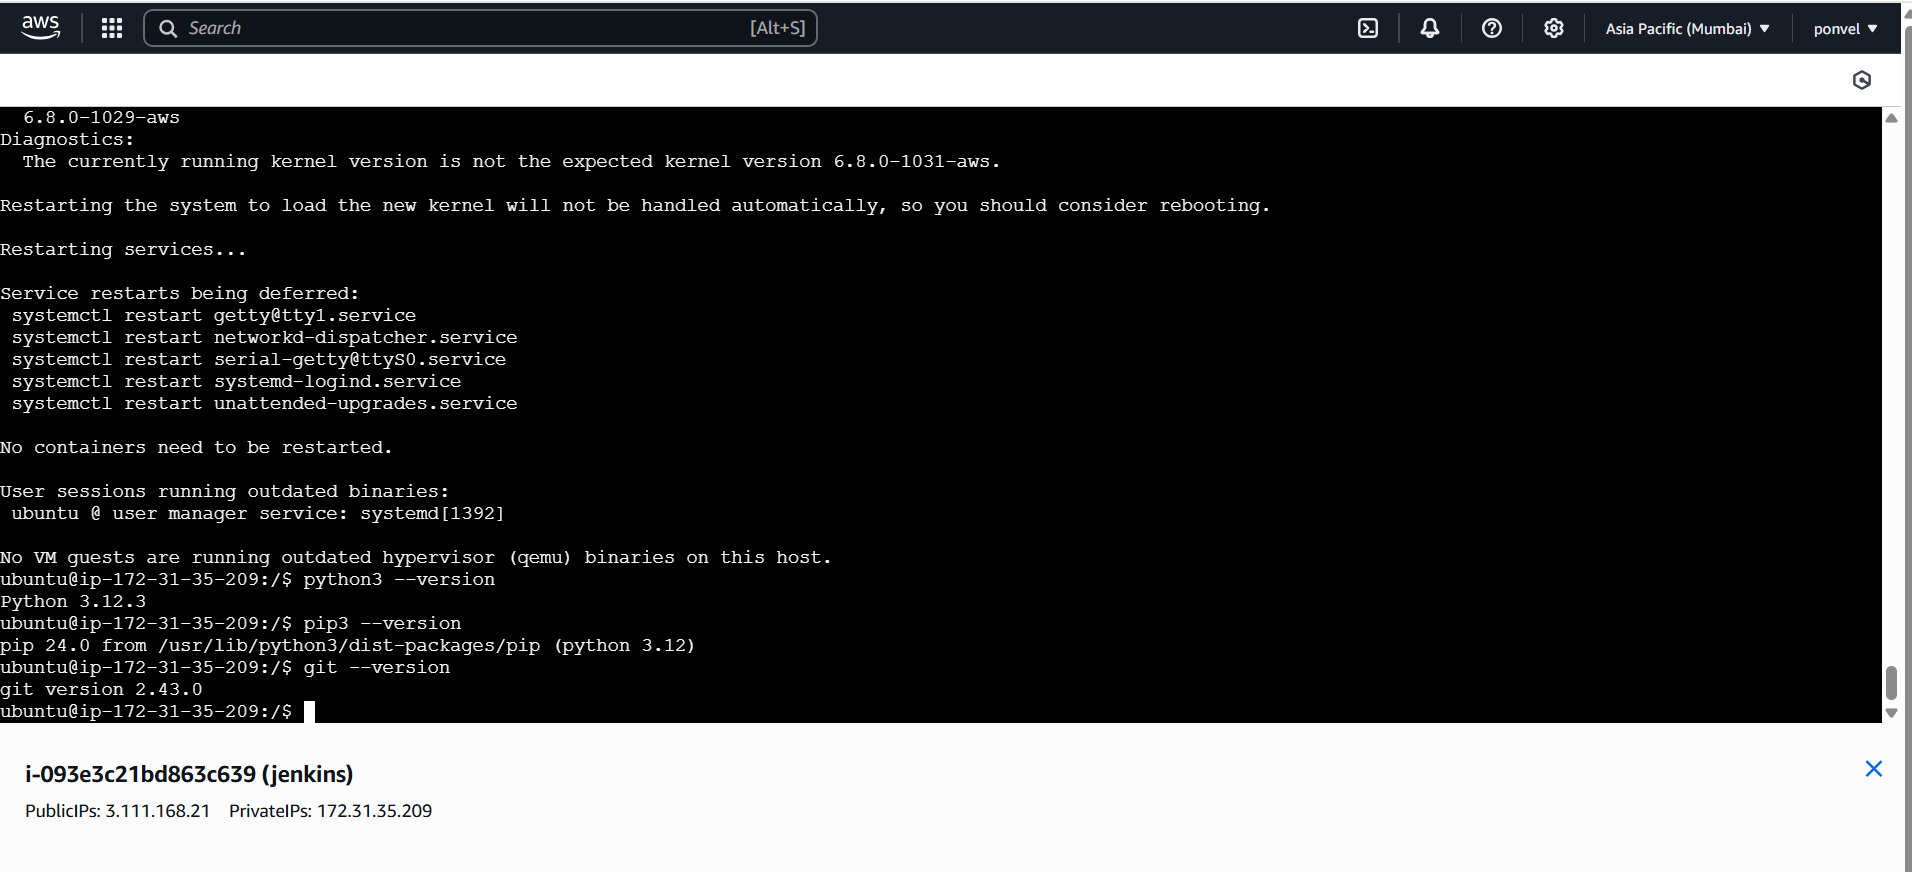 aws
Search [Alt+S]
Asia Pacific (Mumbai)
ponvel
6.8.0-1029-aws
Diagnostics:
The currently running kernel version is not the expected kernel version 6.8.0-1031-aws.
Restarting the system to load the new kernel will not be handled automatically, so you should consider rebooting.
Restarting services...
Service restarts being deferred:
systemctl restart getty@tty1.service
systemctl restart networkd-dispatcher.service
systemctl restart serial-getty@ttyS0.service
systemctl restart systemd-logind.service
systemctl restart unattended-upgrades.service
No containers need to be restarted.
User sessions running outdated binaries:
ubuntu @ user manager service: systemd[1392]
No VM guests are running outdated hypervisor (qemu) binaries on this host.
ubuntu@ip-172-31-35-209:/$ python3 --version
Python 3.12.3
ubuntu@ip-172-31-35-209:/$ pip3 --version
pip 24.0 from /usr/lib/python3/dist-packages/pip (python 3.12)
ubuntu@ip-172-31-35-209:/$ git --version
git version 2.43.0
ubuntu@ip-172-31-35-209:/$
i-093e3c21bd863c639 (jenkins)
PublicIPs: 3.111.168.21 PrivateIPs: 172.31.35.209